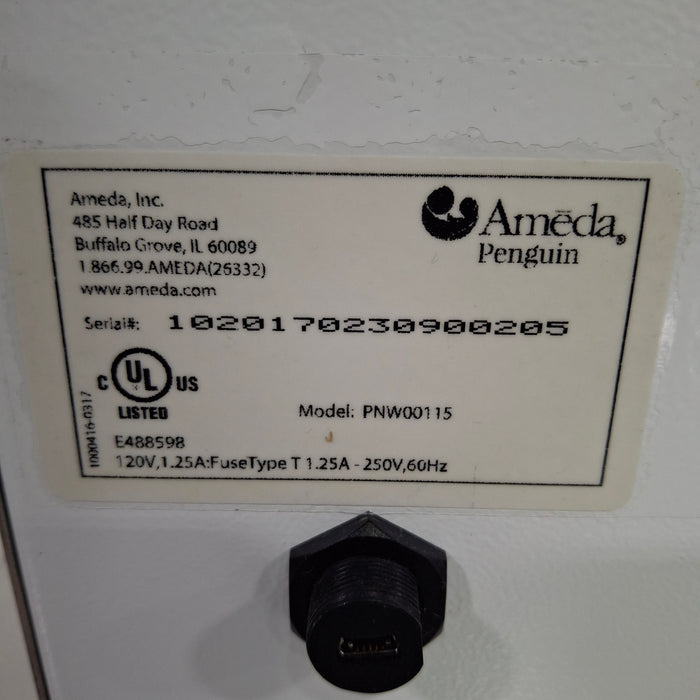 Ameda, Inc.
485 Half Day Road
Buffalo Grove, IL 60089
1.866.99.AMEDA(26332)
www.ameda.com
Amēda®
Penguin
Serial#: 1020170230900205
C UL US
LISTED
Model: PNW00115
E488598
120V,1.25A:FuseType T 1.25A - 250V,60Hz
1000416-0317